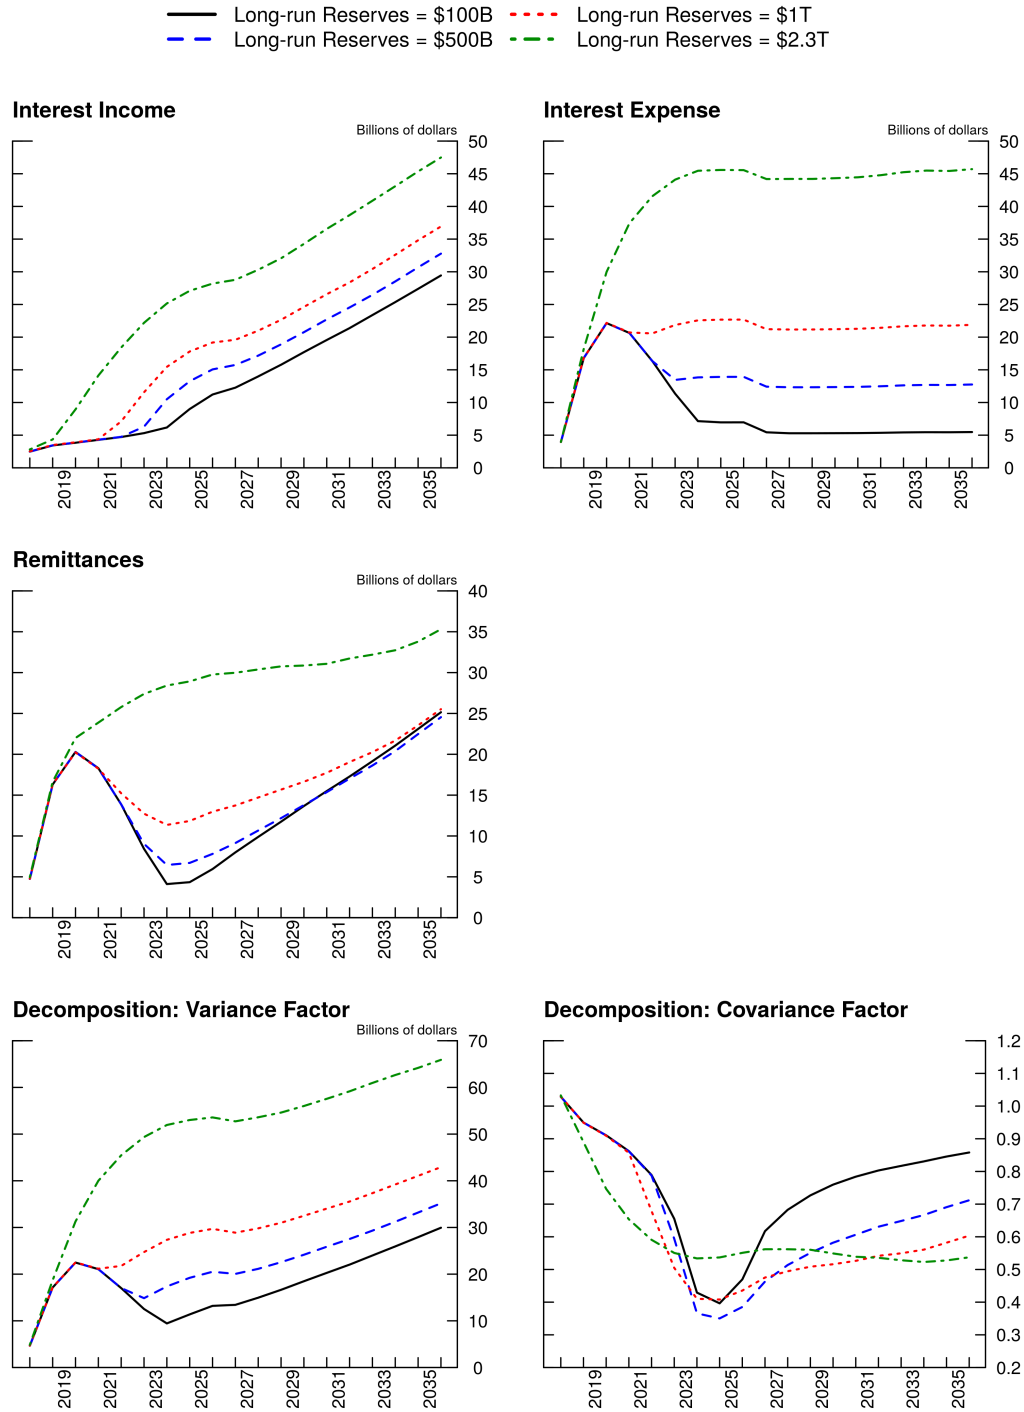 Long-run Reserves = $100B
Long-run Reserves = $1T
Long-run Reserves = $500B
Long-run Reserves = $2.3T
Interest Income
Billions of dollars
50
45
40
35
30
25
20
15
10
5
0
2019 2021 2023 2025 2027 2029 2031 2033 2035
Interest Expense
Billions of dollars
50
45
40
35
30
25
20
15
10
5
0
2019 2021 2023 2025 2027 2029 2031 2033 2035
Remittances
Billions of dollars
40
35
30
25
20
15
10
5
0
2019 2021 2023 2025 2027 2029 2031 2033 2035
Decomposition: Variance Factor
Billions of dollars
70
60
50
40
30
20
10
0
2019 2021 2023 2025 2027 2029 2031 2033 2035
Decomposition: Covariance Factor
1.2
1.1
1.0
0.9
0.8
0.7
0.6
0.5
0.4
0.3
0.2
2019 2021 2023 2025 2027 2029 2031 2033 2035